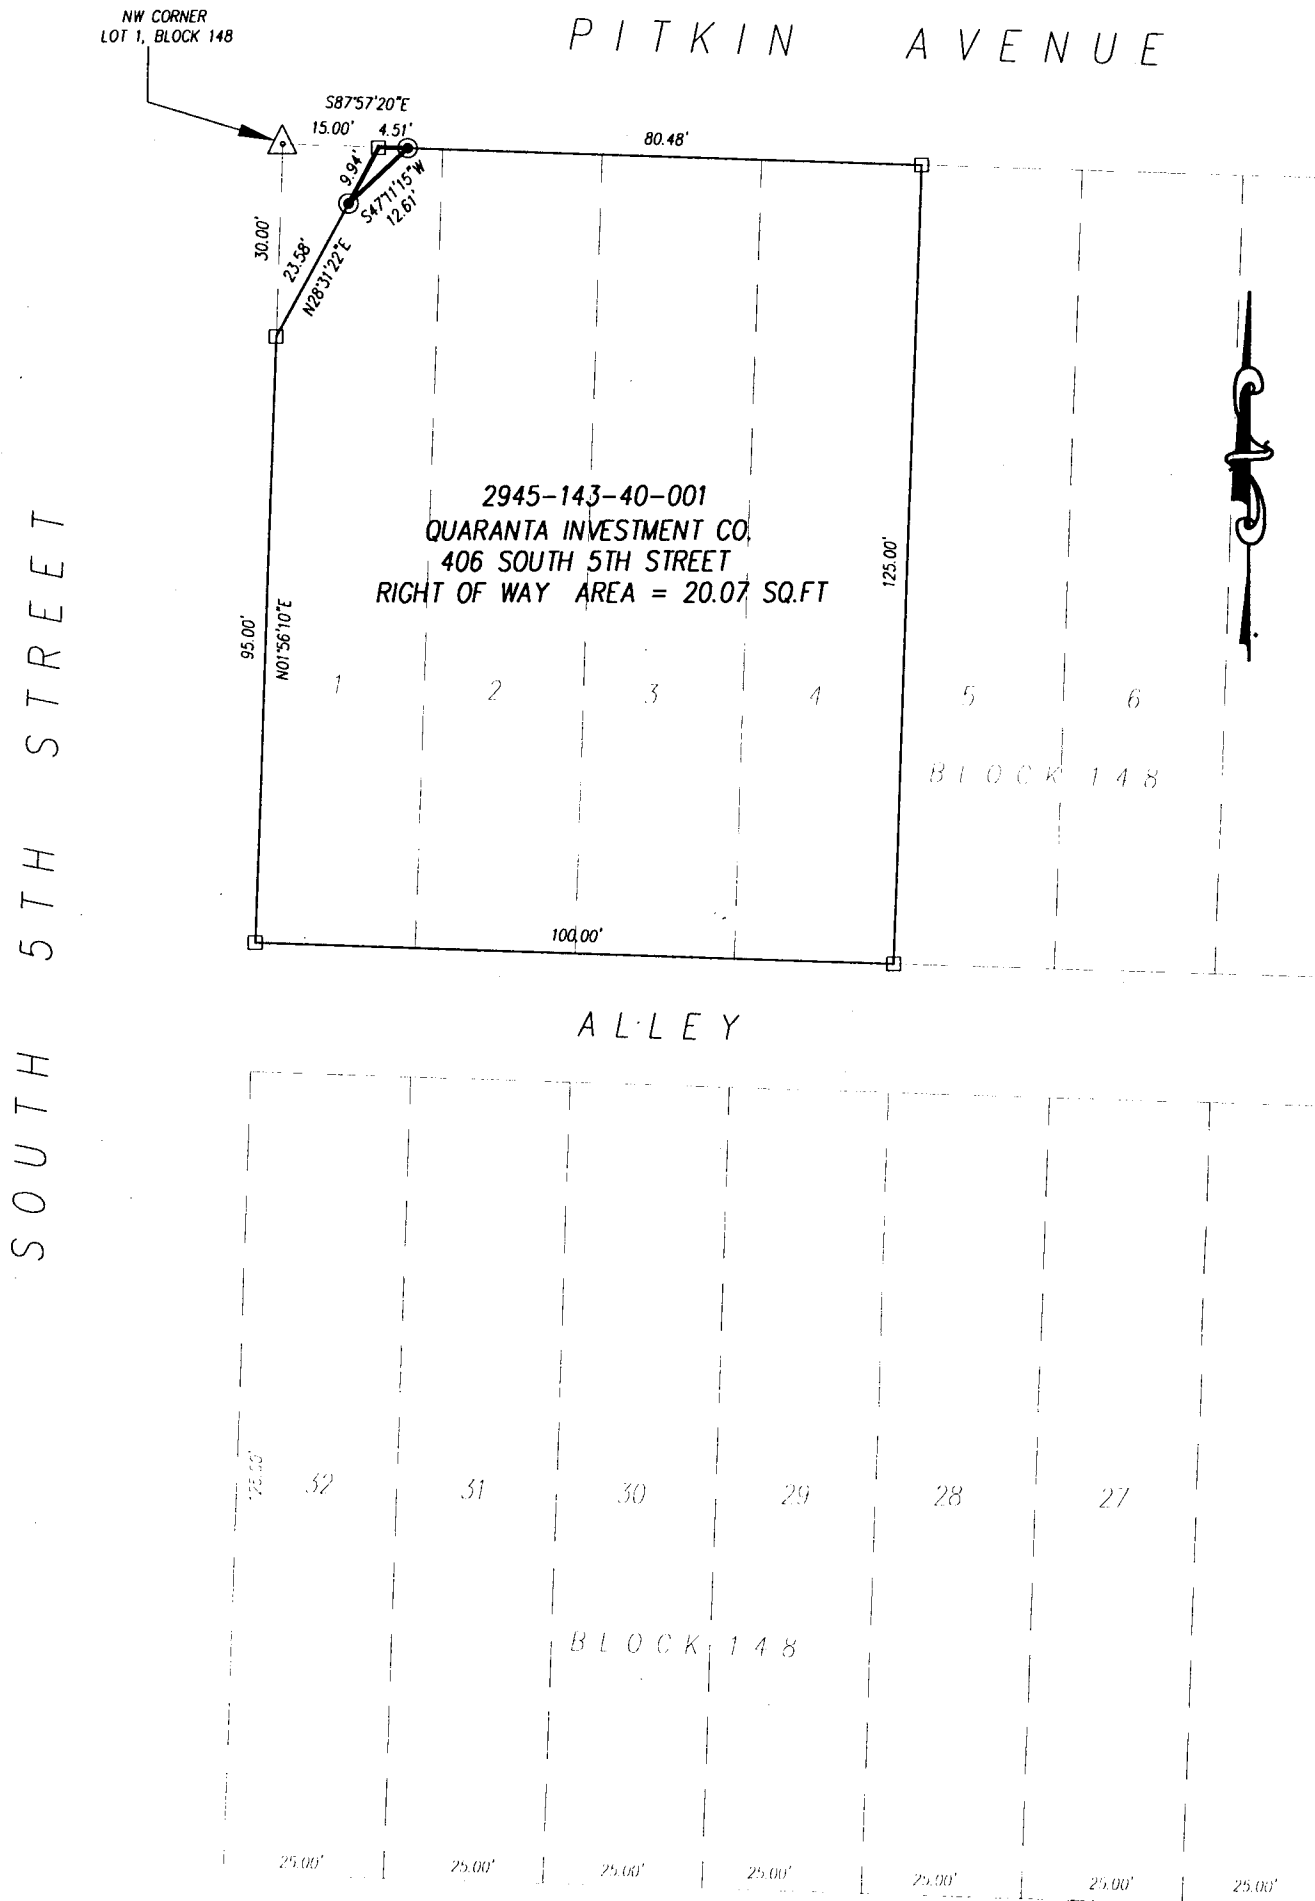 NW CORNER
LOT 1, BLOCK 148
PITKIN AVENUE
S87°57'20"E
15.00'
4.51'
80.48'
9.94'
S47°11'15"W
12.61'
30.00'
23.58'
N28°31'22"E
2945-143-40-001
QUARANTA INVESTMENT CO.
406 SOUTH 5TH STREET
RIGHT OF WAY AREA = 20.07 SQ.FT
125.00'
95.00'
N01°56'10"E
SOUTH 5TH STREET
1
2
3
4
5
6
BLOCK 148
100.00'
ALLEY
125.00'
32
31
30
29
28
27
BLOCK 148
25.00'
25.00'
25.00'
25.00'
25.00'
25.00'
25.00'